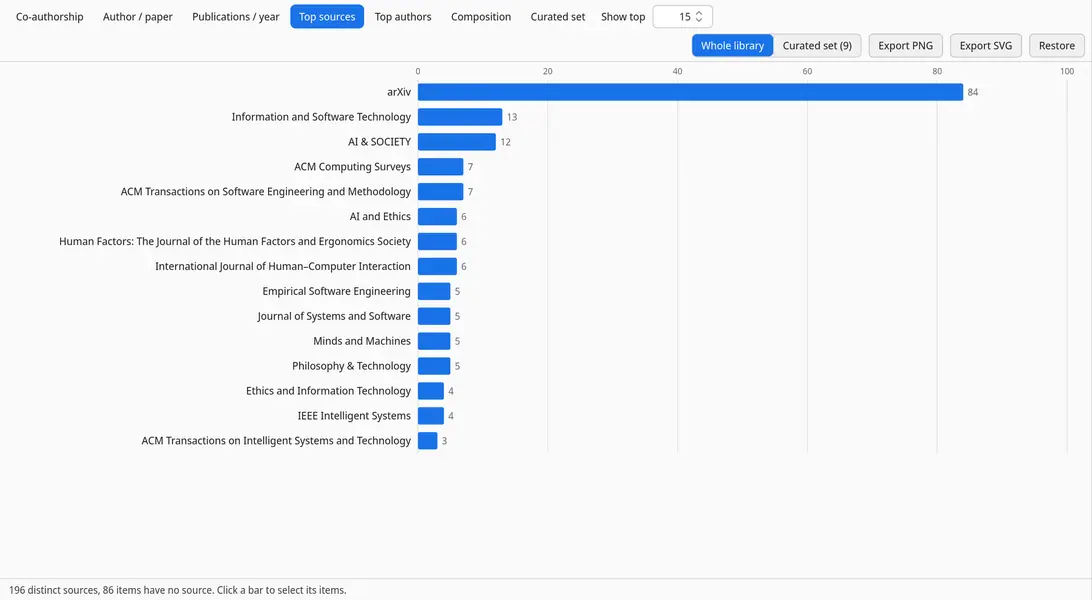 Co-authorship Author / paper Publications / year Top sources Top authors Composition Curated set Show top 15
Whole library Curated set (9) Export PNG Export SVG Restore
0 20 40 60 80 100
arXiv 84
Information and Software Technology 13
AI & SOCIETY 12
ACM Computing Surveys 7
ACM Transactions on Software Engineering and Methodology 7
AI and Ethics 6
Human Factors: The Journal of the Human Factors and Ergonomics Society 6
International Journal of Human–Computer Interaction 6
Empirical Software Engineering 5
Journal of Systems and Software 5
Minds and Machines 5
Philosophy & Technology 5
Ethics and Information Technology 4
IEEE Intelligent Systems 4
ACM Transactions on Intelligent Systems and Technology 3
196 distinct sources, 86 items have no source. Click a bar to select its items.